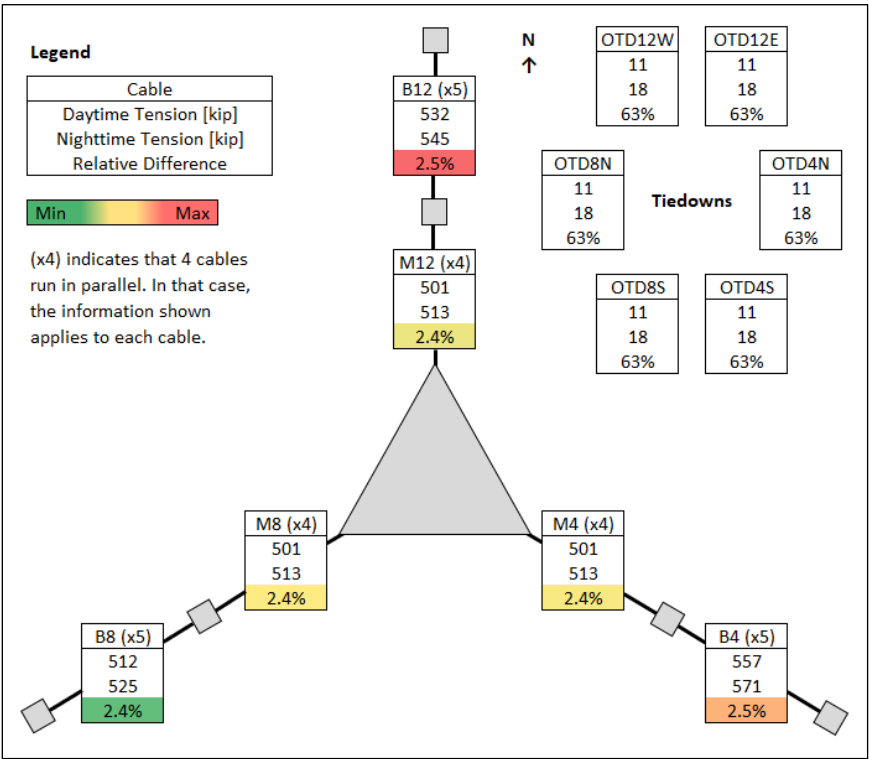 Legend
Cable
Daytime Tension [kip]
Nighttime Tension [kip]
Relative Difference
Min Max
(x4) indicates that 4 cables
run in parallel. In that case,
the information shown
applies to each cable.
B12 (x5)
532
545
2.5%
M12 (x4)
501
513
2.4%
N
↑
OTD12W
11
18
63%
OTD12E
11
18
63%
OTD8N
11
18
63%
Tiedowns
OTD4N
11
18
63%
OTD8S
11
18
63%
OTD4S
11
18
63%
M8 (x4)
501
513
2.4%
M4 (x4)
501
513
2.4%
B8 (x5)
512
525
2.4%
B4 (x5)
557
571
2.5%